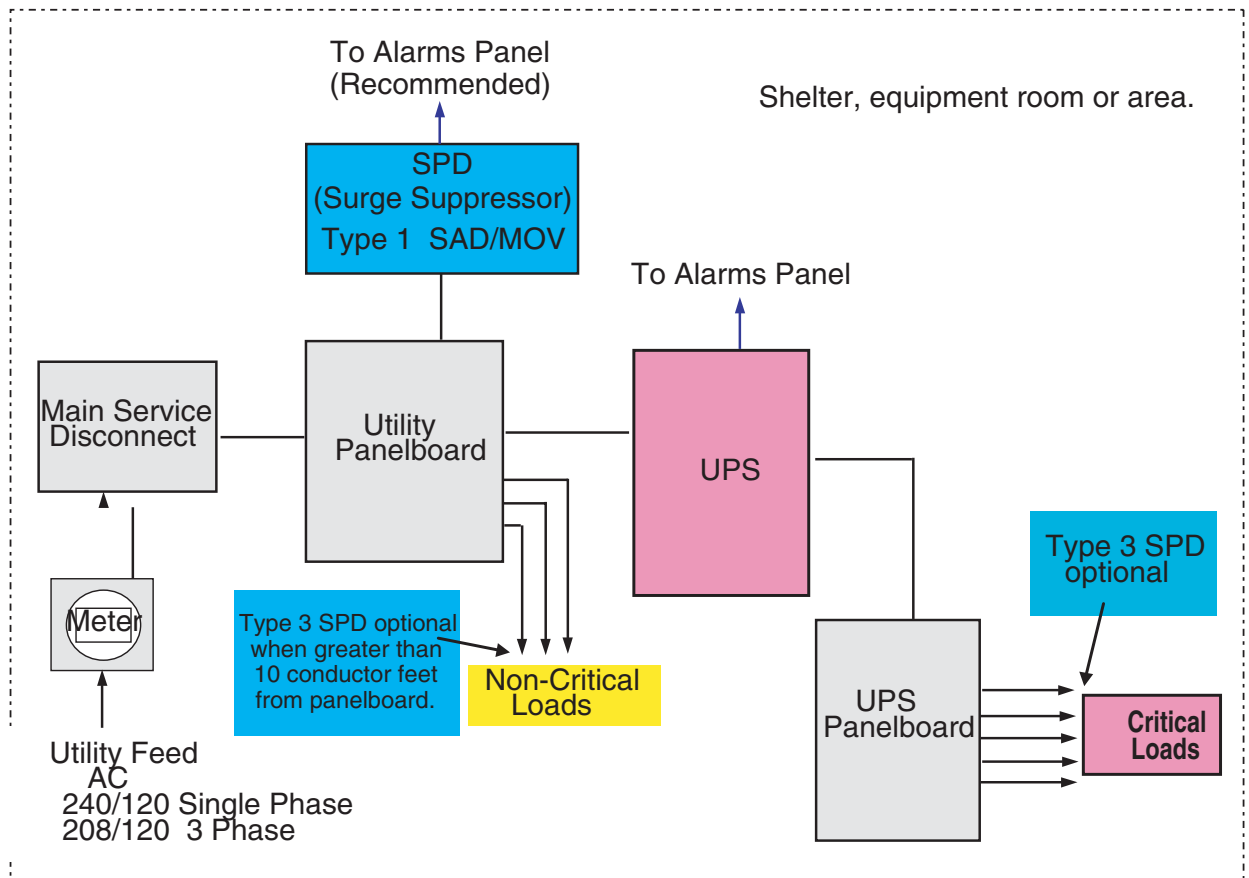 To Alarms Panel
(Recommended)
Shelter, equipment room or area.
SPD
(Surge Suppressor)
Type 1 SAD/MOV
To Alarms Panel
Main Service
Disconnect
Utility
Panelboard
UPS
Type 3 SPD
optional
Meter
Type 3 SPD optional
when greater than
10 conductor feet
from panelboard.
Non-Critical
Loads
UPS
Panelboard
Critical
Loads
Utility Feed
AC
240/120 Single Phase
208/120 3 Phase